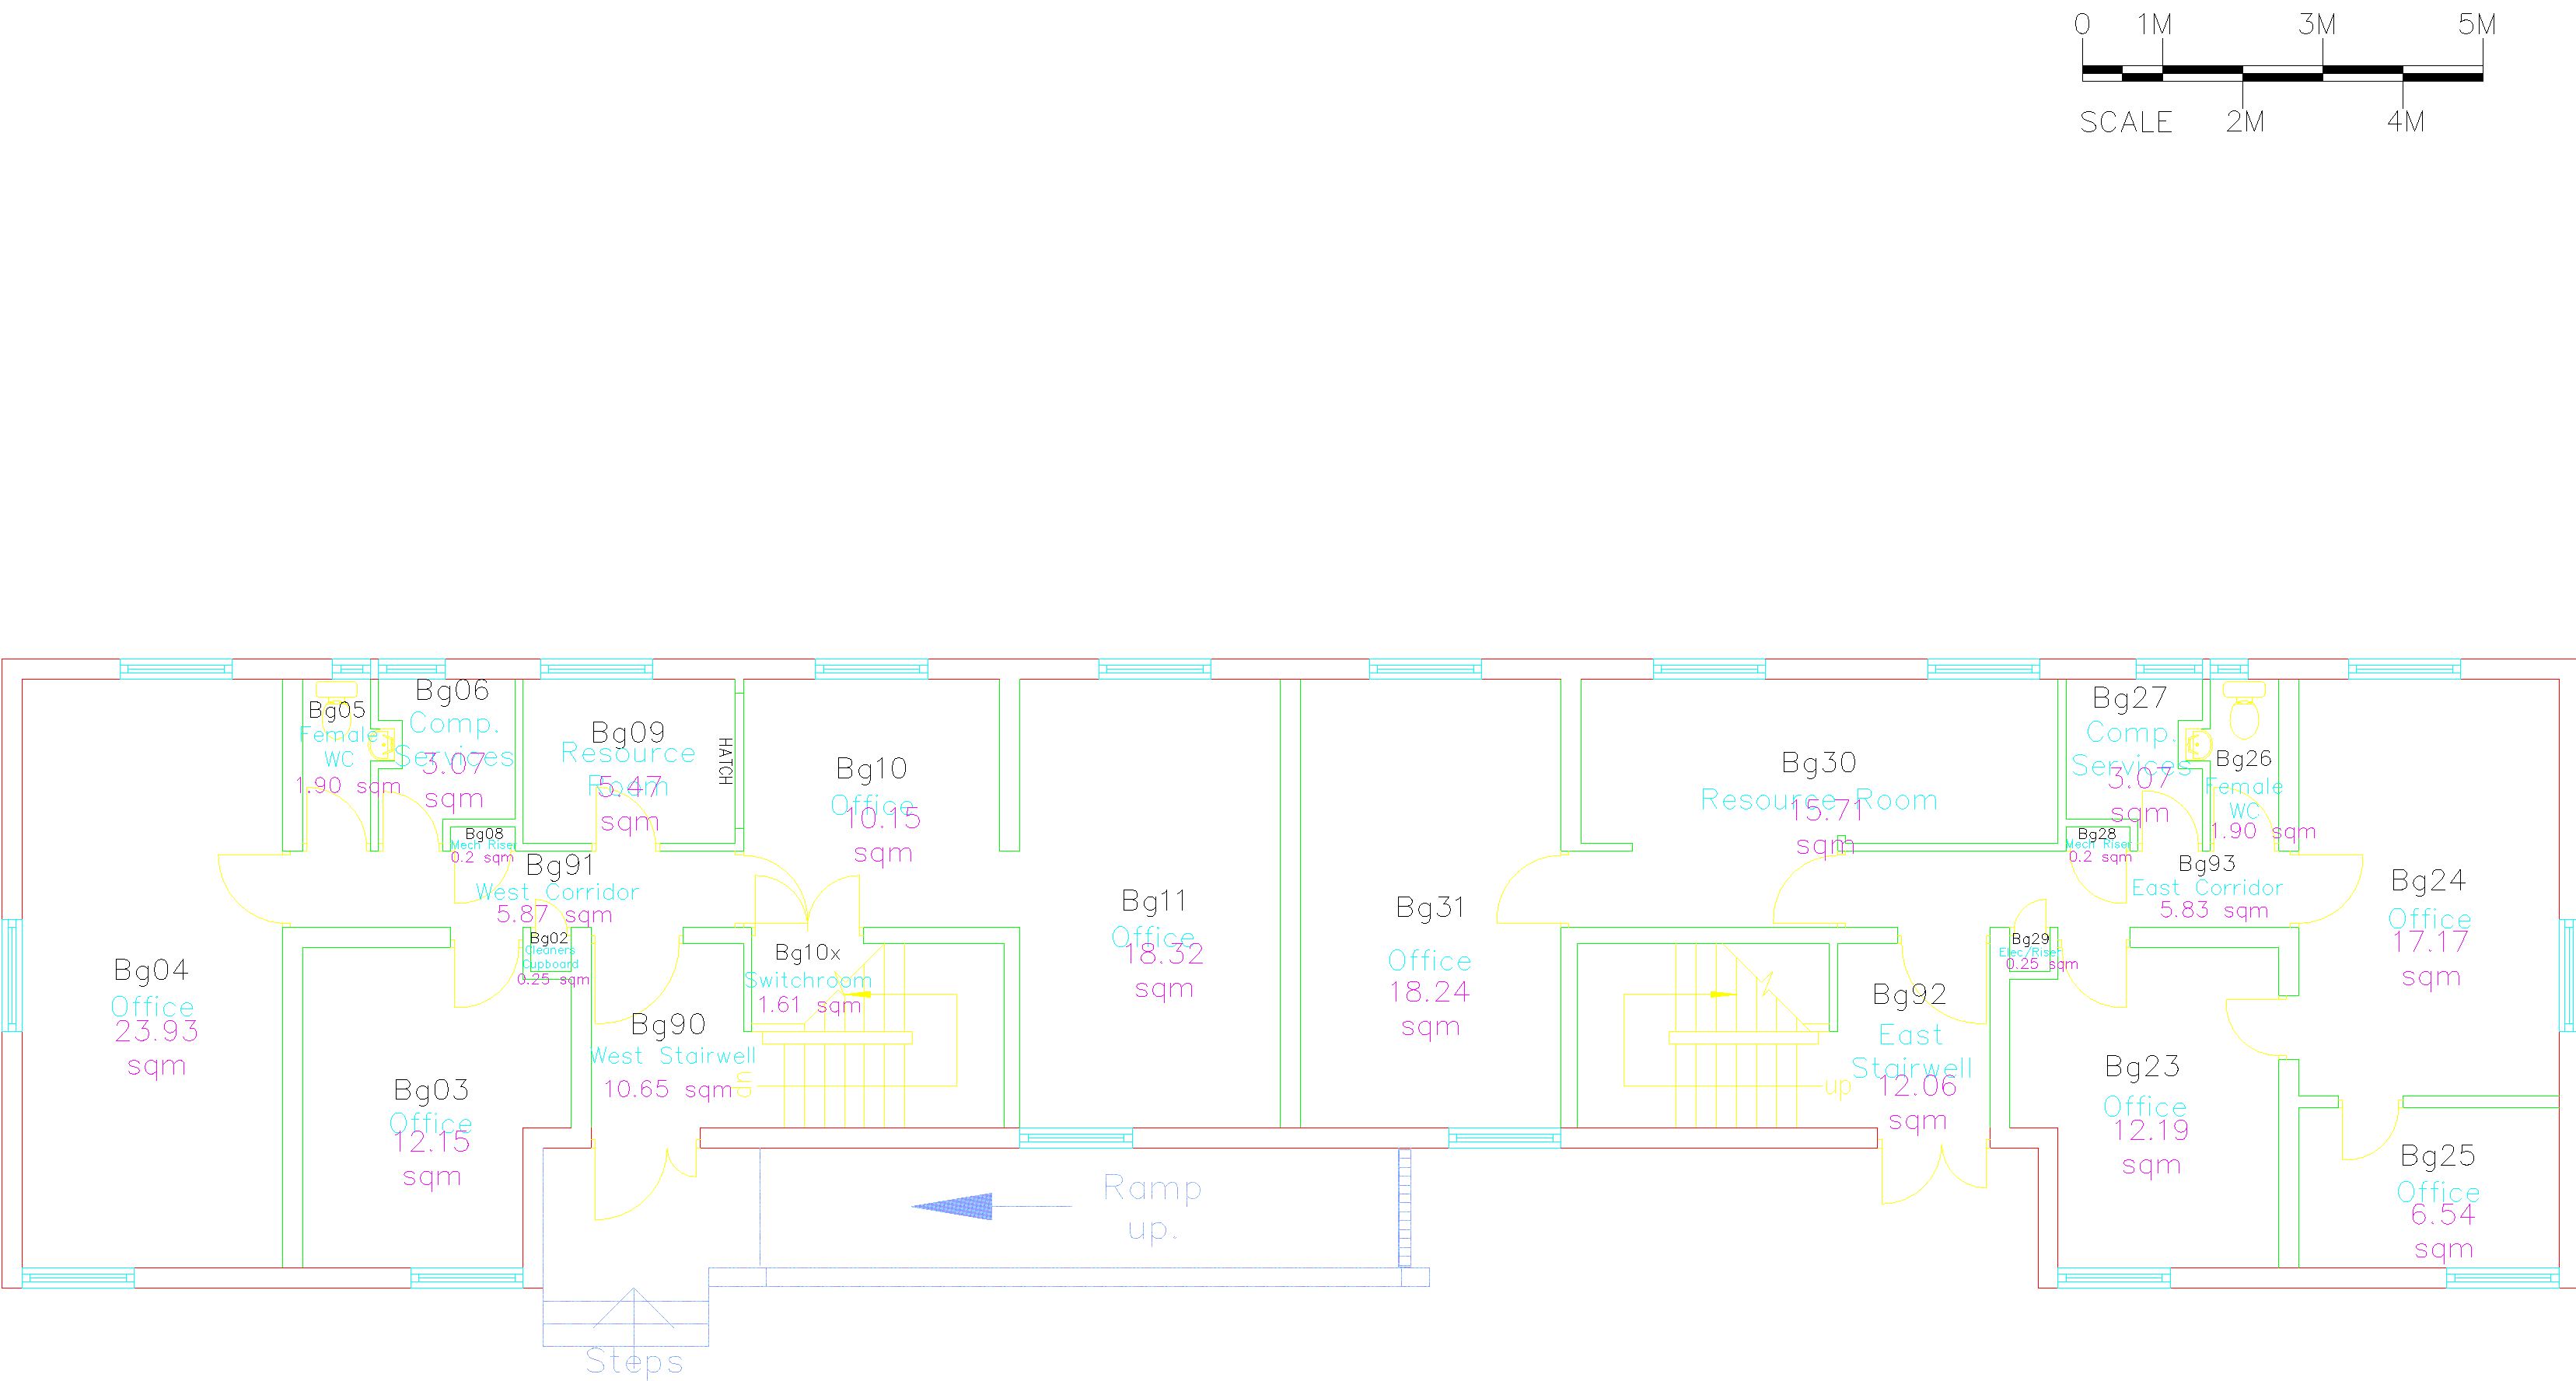 0 1M 3M 5M
SCALE 2M 4M
Bg04
Office
23.93
sqm
Bg05
Female
WC
1.90 sqm
Bg06
Comp.
Services
3.07
sqm
Bg08
Mech Riser
0.2 sqm
Bg09
Resource
Room
5.47
sqm
HATCH
Bg10
Office
10.15
sqm
Bg91
West Corridor
5.87 sqm
Bg02
Cleaners
Cupboard
0.25 sqm
Bg03
Office
12.15
sqm
Bg90
West Stairwell
10.65 sqm
Bg10x
Switchroom
1.61 sqm
Bg11
Office
18.32
sqm
Bg31
Office
18.24
sqm
Bg30
Resource Room
15.71
sqm
Bg92
East
Stairwell
12.06
sqm
up
Bg27
Comp.
Services
3.07
sqm
Bg26
Female
WC
1.90 sqm
Bg28
Mech Riser
0.2 sqm
Bg93
East Corridor
5.83 sqm
Bg29
Elec/Riser
0.25 sqm
Bg24
Office
17.17
sqm
Bg23
Office
12.19
sqm
Bg25
Office
6.54
sqm
Ramp
up.
Steps